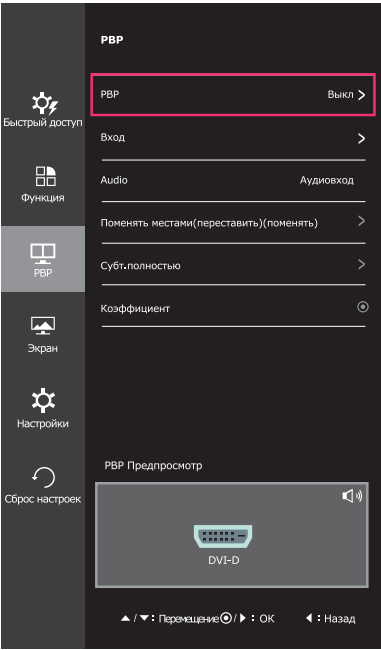 PBP
Быстрый доступ
Функция
PBP
Экран
Настройки
Сброс настроек
PBP Выкл
Вход
Audio Аудиовход
Поменять местами(переставить)(поменять)
Субт.полностью
Коэффициент
PBP Предпросмотр
DVI-D
▲ / ▼ : Перемещение ⦿ / ▶ : OK ◀ : Назад